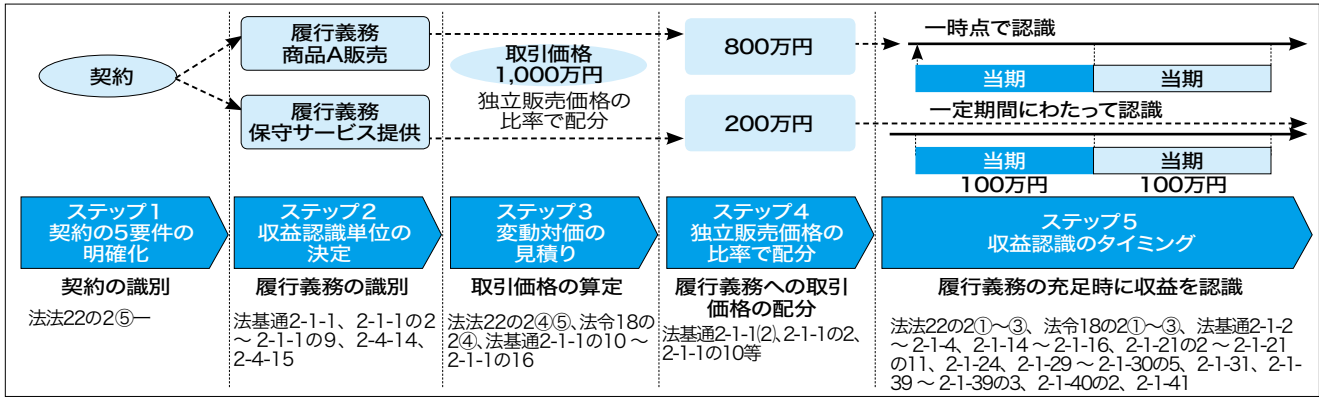 契約
履行義務
商品A販売
履行義務
保守サービス提供
取引価格
1,000万円
独立販売価格の
比率で配分
800万円
200万円
一時点で認識
当期
当期
一定期間にわたって認識
当期
当期
100万円
100万円
ステップ1
契約の5要件の
明確化
契約の識別
法法22の2⑤一
ステップ2
収益認識単位の
決定
履行義務の識別
法基通2-1-1、2-1-1の2
～2-1-1の9、2-4-14、
2-4-15
ステップ3
変動対価の
見積り
取引価格の算定
法法22の2④⑤、法令18の
2④、法基通2-1-1の10～
2-1-1の16
ステップ4
独立販売価格の
比率で配分
履行義務への取引
価格の配分
法基通2-1-1(2)、2-1-1の2、
2-1-1の10等
ステップ5
収益認識のタイミング
履行義務の充足時に収益を認識
法法22の2①～③、法令18の2①～③、法基通2-1-2
～2-1-4、2-1-14～2-1-16、2-1-21の2～2-1-21
の11、2-1-24、2-1-29～2-1-30の5、2-1-31、2-1-
39～2-1-39の3、2-1-40の2、2-1-41